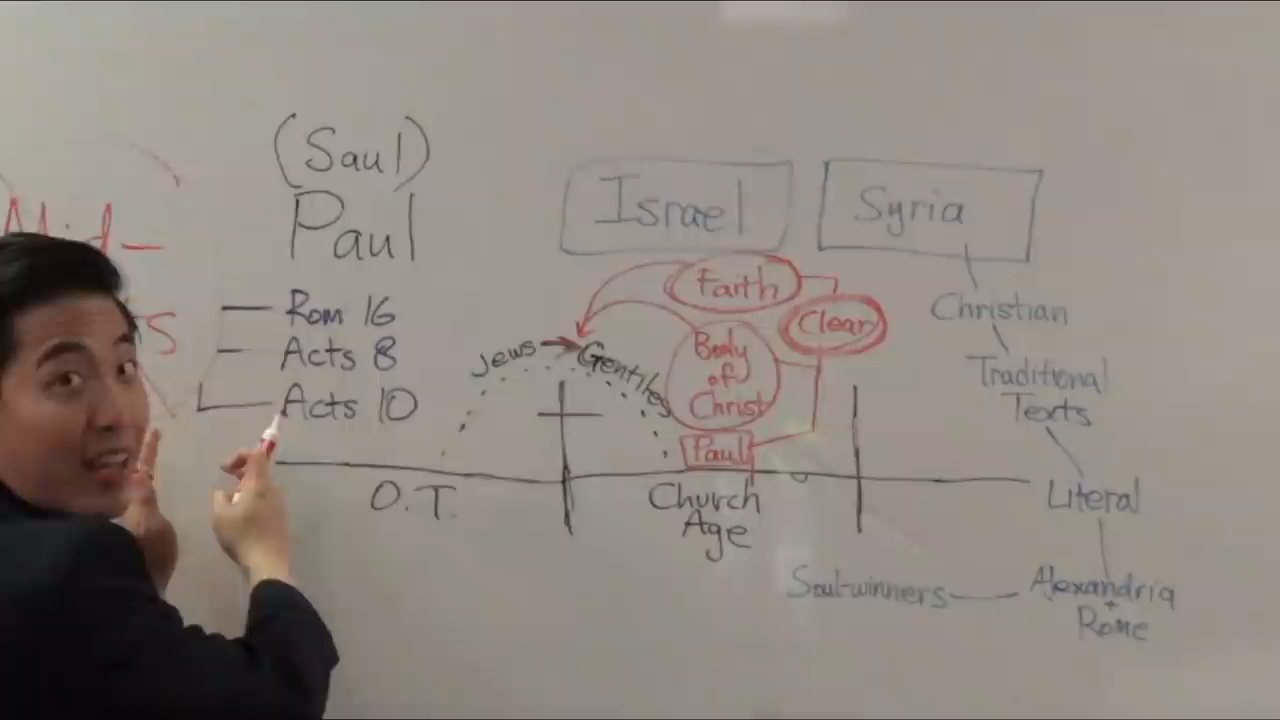 Mid-
(Saul)
Paul
Rom 16
Acts 8
Acts 10
Israel
Syria
Faith
Clear
Jews
Gentiles
Body
of
Christ
Paul
O.T.
Church
Age
Christian
Traditional
Texts
Literal
Soul-winners
Alexandria
+
Rome